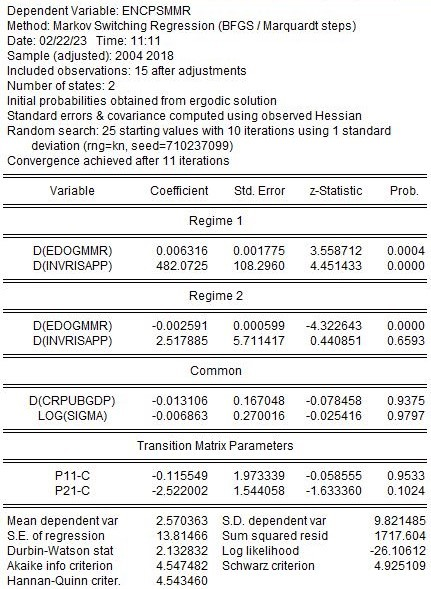 Dependent Variable: ENCPSMMR
Method: Markov Switching Regression (BFGS / Marquardt steps)
Date: 02/22/23 Time: 11:11
Sample (adjusted): 2004 2018
Included observations: 15 after adjustments
Number of states: 2
Initial probabilities obtained from ergodic solution
Standard errors & covariance computed using observed Hessian
Random search: 25 starting values with 10 iterations using 1 standard
deviation (rng=kn, seed=710237099)
Convergence achieved after 11 iterations
Variable Coefficient Std. Error z-Statistic Prob.
Regime 1
D(EDOGMMR) 0.006316 0.001775 3.558712 0.0004
D(INVRISAPP) 482.0725 108.2960 4.451433 0.0000
Regime 2
D(EDOGMMR) -0.002591 0.000599 -4.322643 0.0000
D(INVRISAPP) 2.517885 5.711417 0.440851 0.6593
Common
D(CRPUBGDP) -0.013106 0.167048 -0.078458 0.9375
LOG(SIGMA) -0.006863 0.270016 -0.025416 0.9797
Transition Matrix Parameters
P11-C -0.115549 1.973339 -0.058555 0.9533
P21-C -2.522002 1.544058 -1.633360 0.1024
Mean dependent var 2.570363 S.D. dependent var 9.821485
S.E. of regression 13.81466 Sum squared resid 1717.604
Durbin-Watson stat 2.132832 Log likelihood -26.10612
Akaike info criterion 4.547482 Schwarz criterion 4.925109
Hannan-Quinn criter. 4.543460